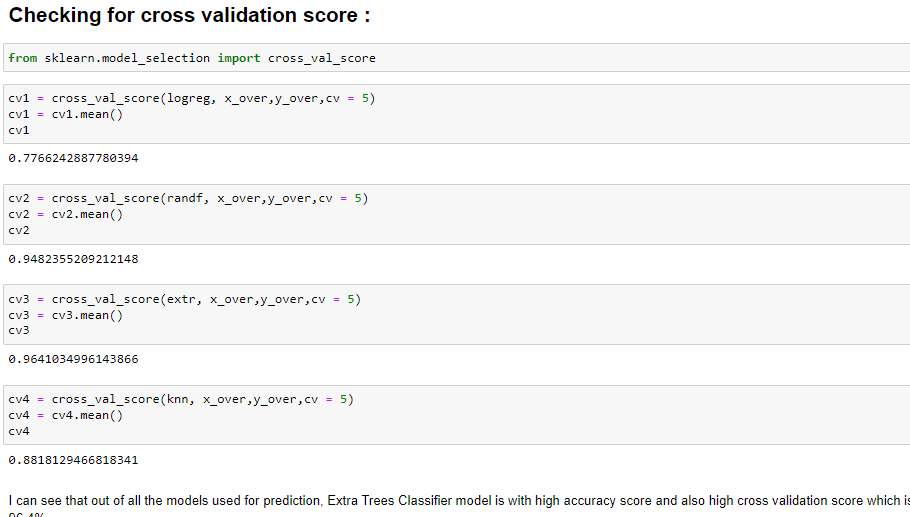 Checking for cross validation score :
from sklearn.model_selection import cross_val_score
cv1 = cross_val_score(logreg, x_over,y_over,cv = 5)
cv1 = cv1.mean()
cv1
0.7766242887780394
cv2 = cross_val_score(randf, x_over,y_over,cv = 5)
cv2 = cv2.mean()
cv2
0.9482355209212148
cv3 = cross_val_score(extr, x_over,y_over,cv = 5)
cv3 = cv3.mean()
cv3
0.9641034996143866
cv4 = cross_val_score(knn, x_over,y_over,cv = 5)
cv4 = cv4.mean()
cv4
0.8818129466818341
I can see that out of all the models used for prediction, Extra Trees Classifier model is with high accuracy score and also high cross validation score which is
96.4%